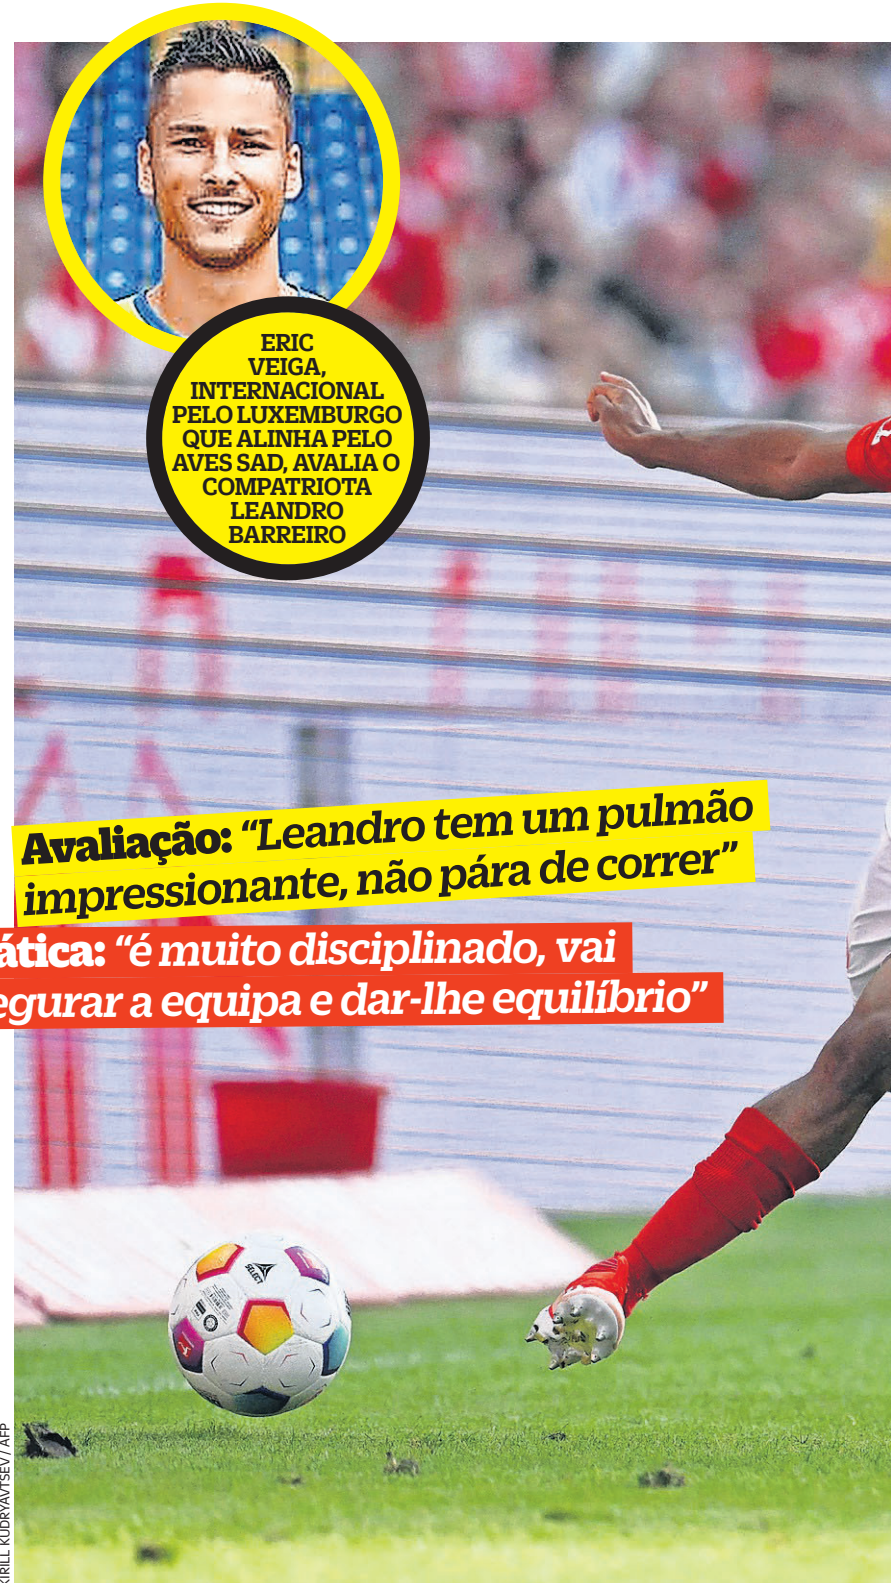 ERIC
VEIGA,
INTERNACIONAL
PELO LUXEMBURGO
QUE ALINHA PELO
AVES SAD, AVALIA O
COMPATRIOTA
LEANDRO
BARREIRO
Avaliação: “Leandro tem um pulmão
impressionante, não pára de correr”
ática: “é muito disciplinado, vai
egurar a equipa e dar-lhe equilíbrio”
SELECT
KIRILL KUDRYAVTSEV / AFP